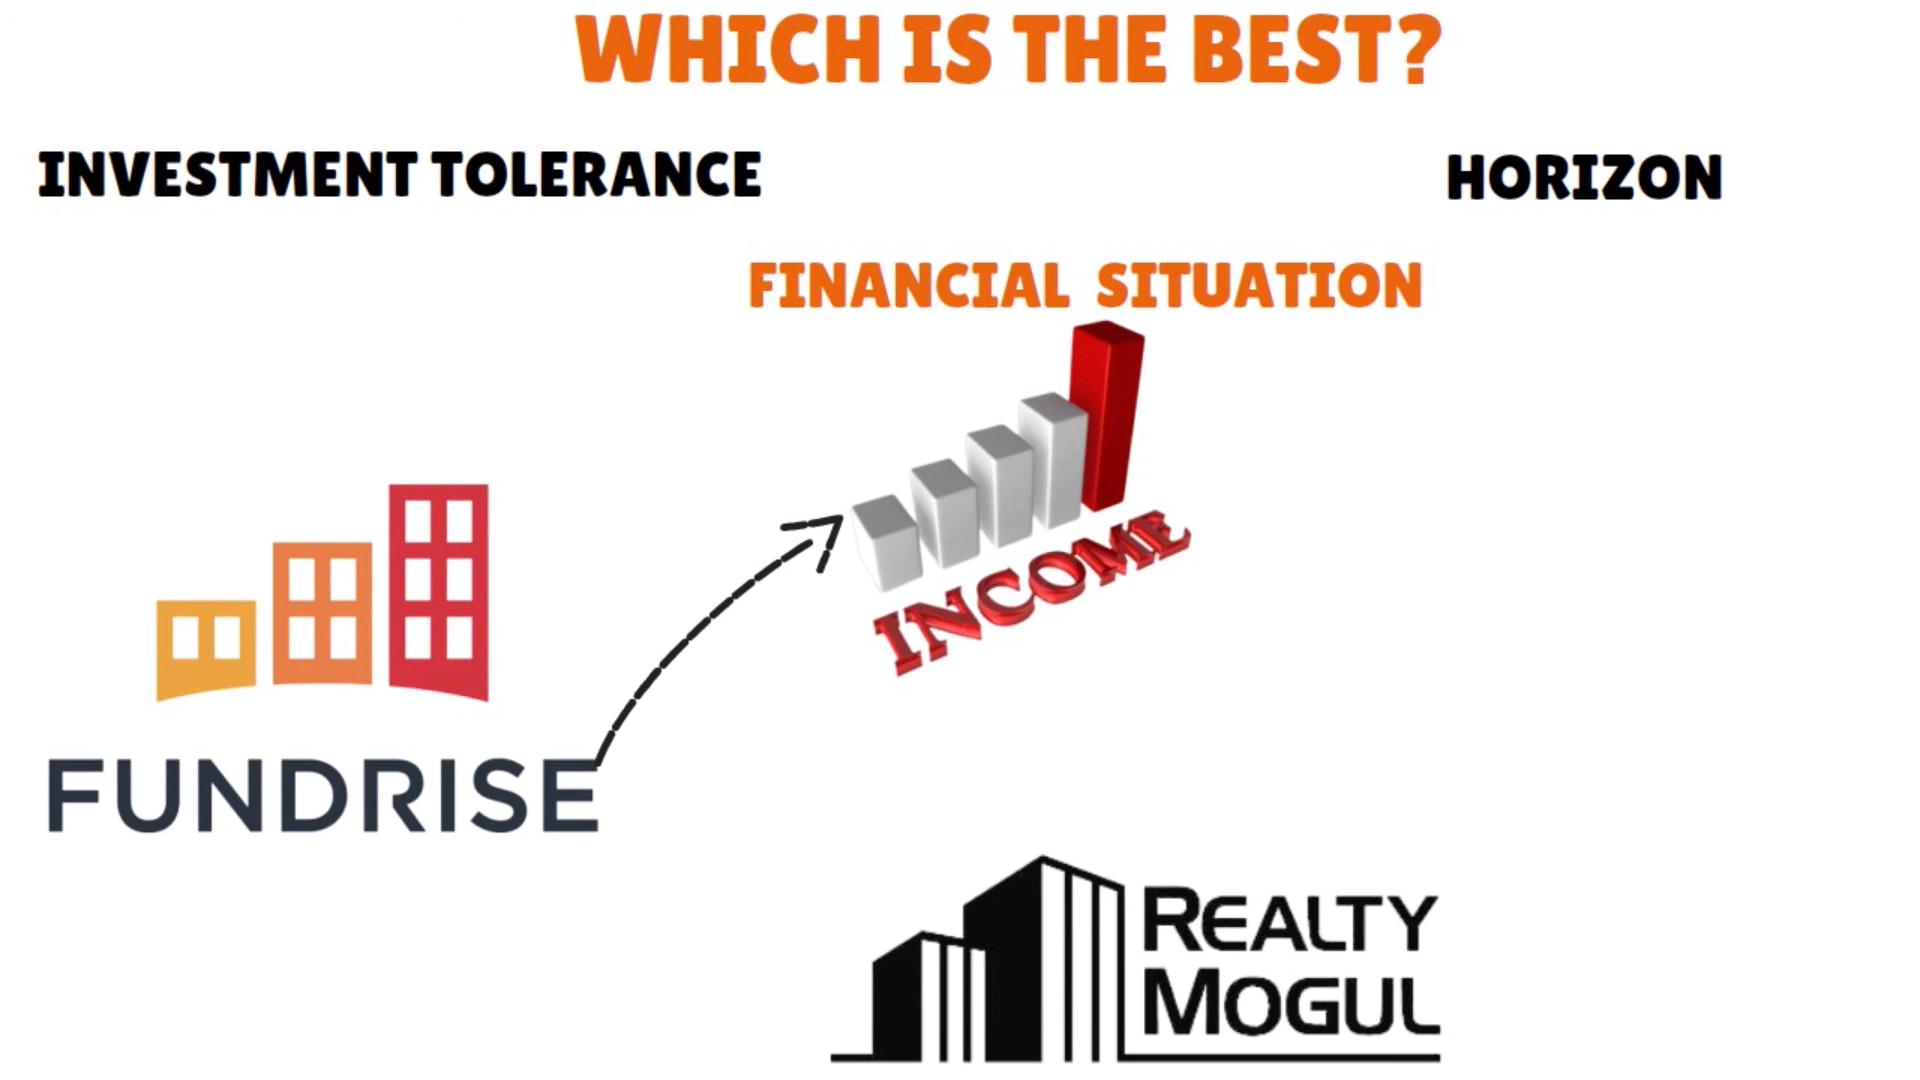 WHICH IS THE BEST?
INVESTMENT TOLERANCE
HORIZON
FINANCIAL SITUATION
INCOME
FUNDRISE
REALTY
MOGUL